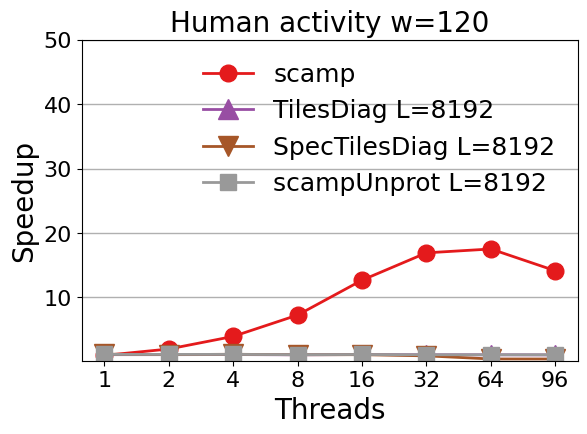 Human activity w=120
50
40
30
20
10
Speedup
scamp
TilesDiag L=8192
SpecTilesDiag L=8192
scampUnprot L=8192
1 2 4 8 16 32 64 96
Threads